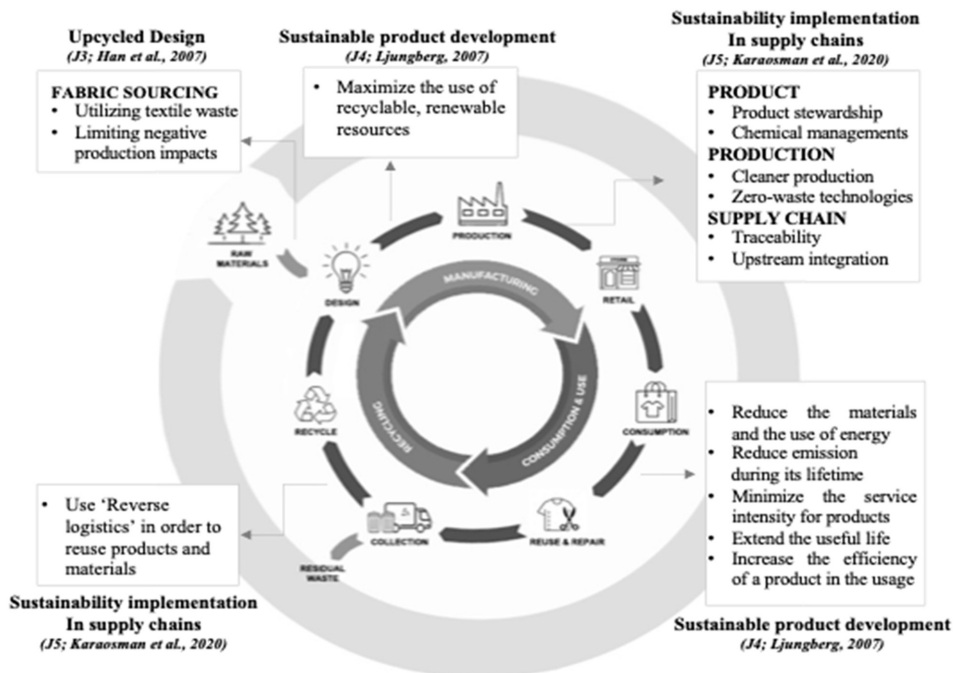 Upcycled Design
(J3; Han et al., 2007)
FABRIC SOURCING
• Utilizing textile waste
• Limiting negative
production impacts
Sustainable product development
(J4; Ljungberg, 2007)
• Maximize the use of
recyclable, renewable
resources
Sustainability implementation
In supply chains
(J5; Karaosman et al., 2020)
PRODUCT
• Product stewardship
• Chemical managements
PRODUCTION
• Cleaner production
• Zero-waste technologies
SUPPLY CHAIN
• Traceability
• Upstream integration
RAW
MATERIALS
DESIGN
PRODUCTION
STORE
RETAIL
CONSUMPTION
REUSE & REPAIR
COLLECTION
RESIDUAL
WASTE
RECYCLE
MANUFACTURING
CONSUMPTION & USE
RECYCLING
• Use ‘Reverse
logistics’ in order to
reuse products and
materials
Sustainability implementation
In supply chains
(J5; Karaosman et al., 2020)
• Reduce the materials
and the use of energy
• Reduce emission
during its lifetime
• Minimize the service
intensity for products
• Extend the useful life
• Increase the efficiency
of a product in the usage
Sustainable product development
(J4; Ljungberg, 2007)